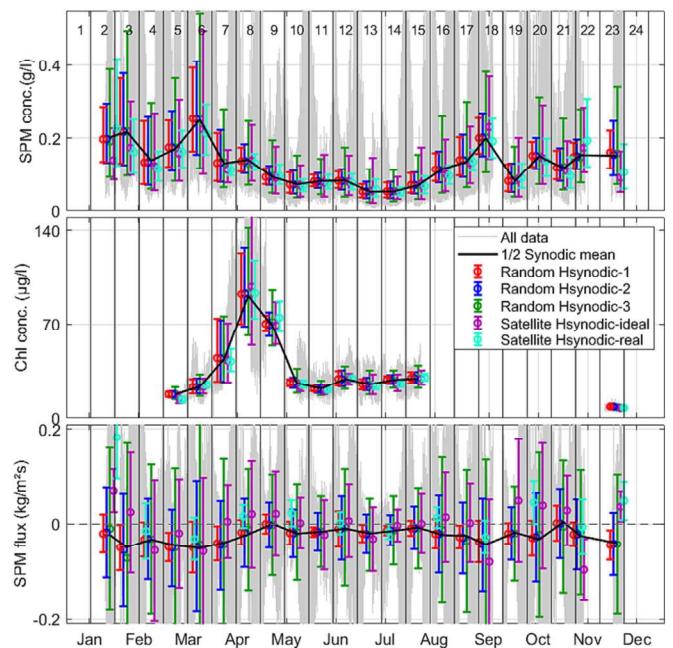 1 2 3 4 5 6 7 8 9 10 11 12 13 14 15 16 17 18 19 20 21 22 23 24
SPM conc.(g/l)
0.4
0.2
0
Chl conc. (µg/l)
140
70
0
All data
1/2 Synodic mean
Random Hsynodic-1
Random Hsynodic-2
Random Hsynodic-3
Satellite Hsynodic-ideal
Satellite Hsynodic-real
SPM flux (kg/m²s)
0.2
0
-0.2
Jan Feb Mar Apr May Jun Jul Aug Sep Oct Nov Dec